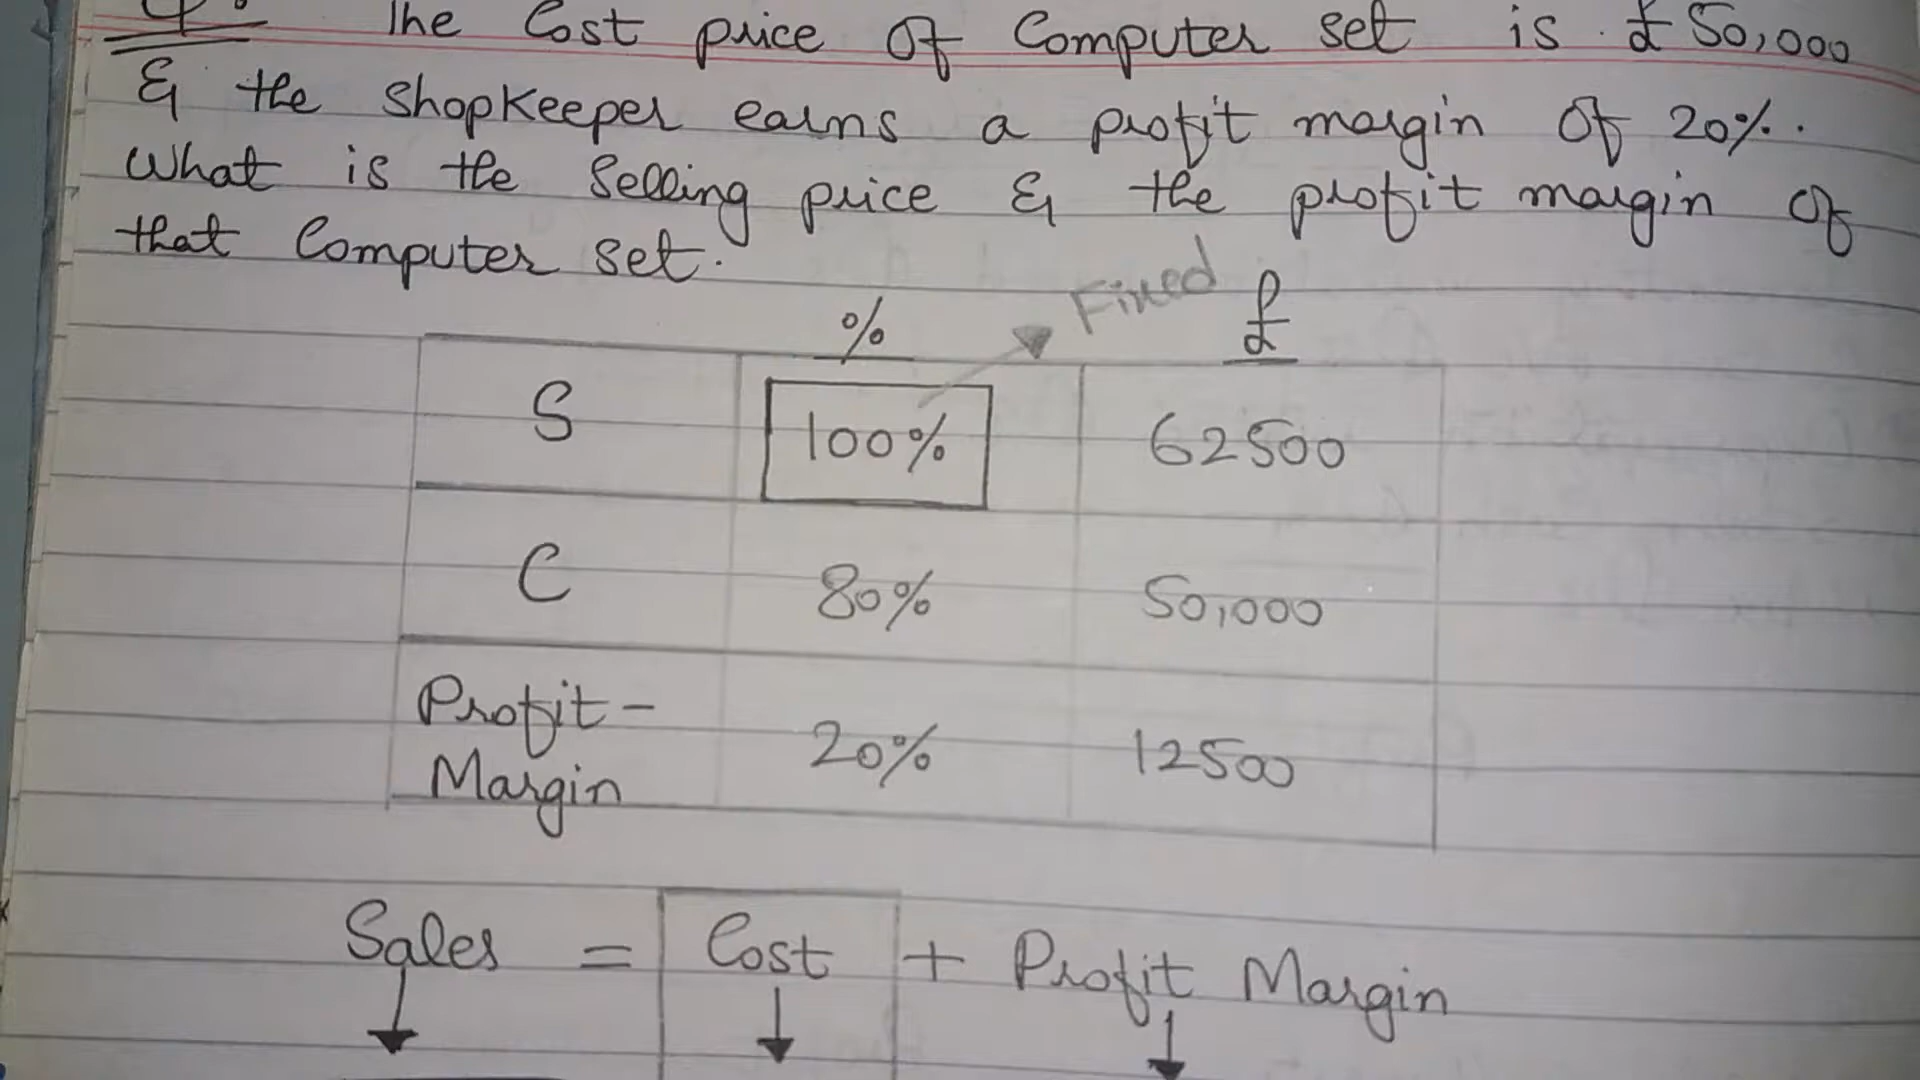 The Cost price of Computer set is £50,000
& the shopkeeper earns a profit margin of 20%.
What is the Selling price & the profit margin of
that Computer set.
% Fixed £
S 100% 62500
C 80% 50,000
Profit-
Margin 20% 12500
Sales = Cost + Profit Margin